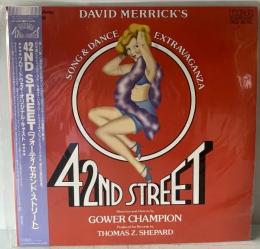 DAVID MERRICK'S
SONG & DANCE
EXTRAVAGANZA
42ND STREET
GOWER CHAMPION
Produced for Records by
THOMAS Z. SHEPARD
42ND STREET(フォーティセカンド・ストリート)